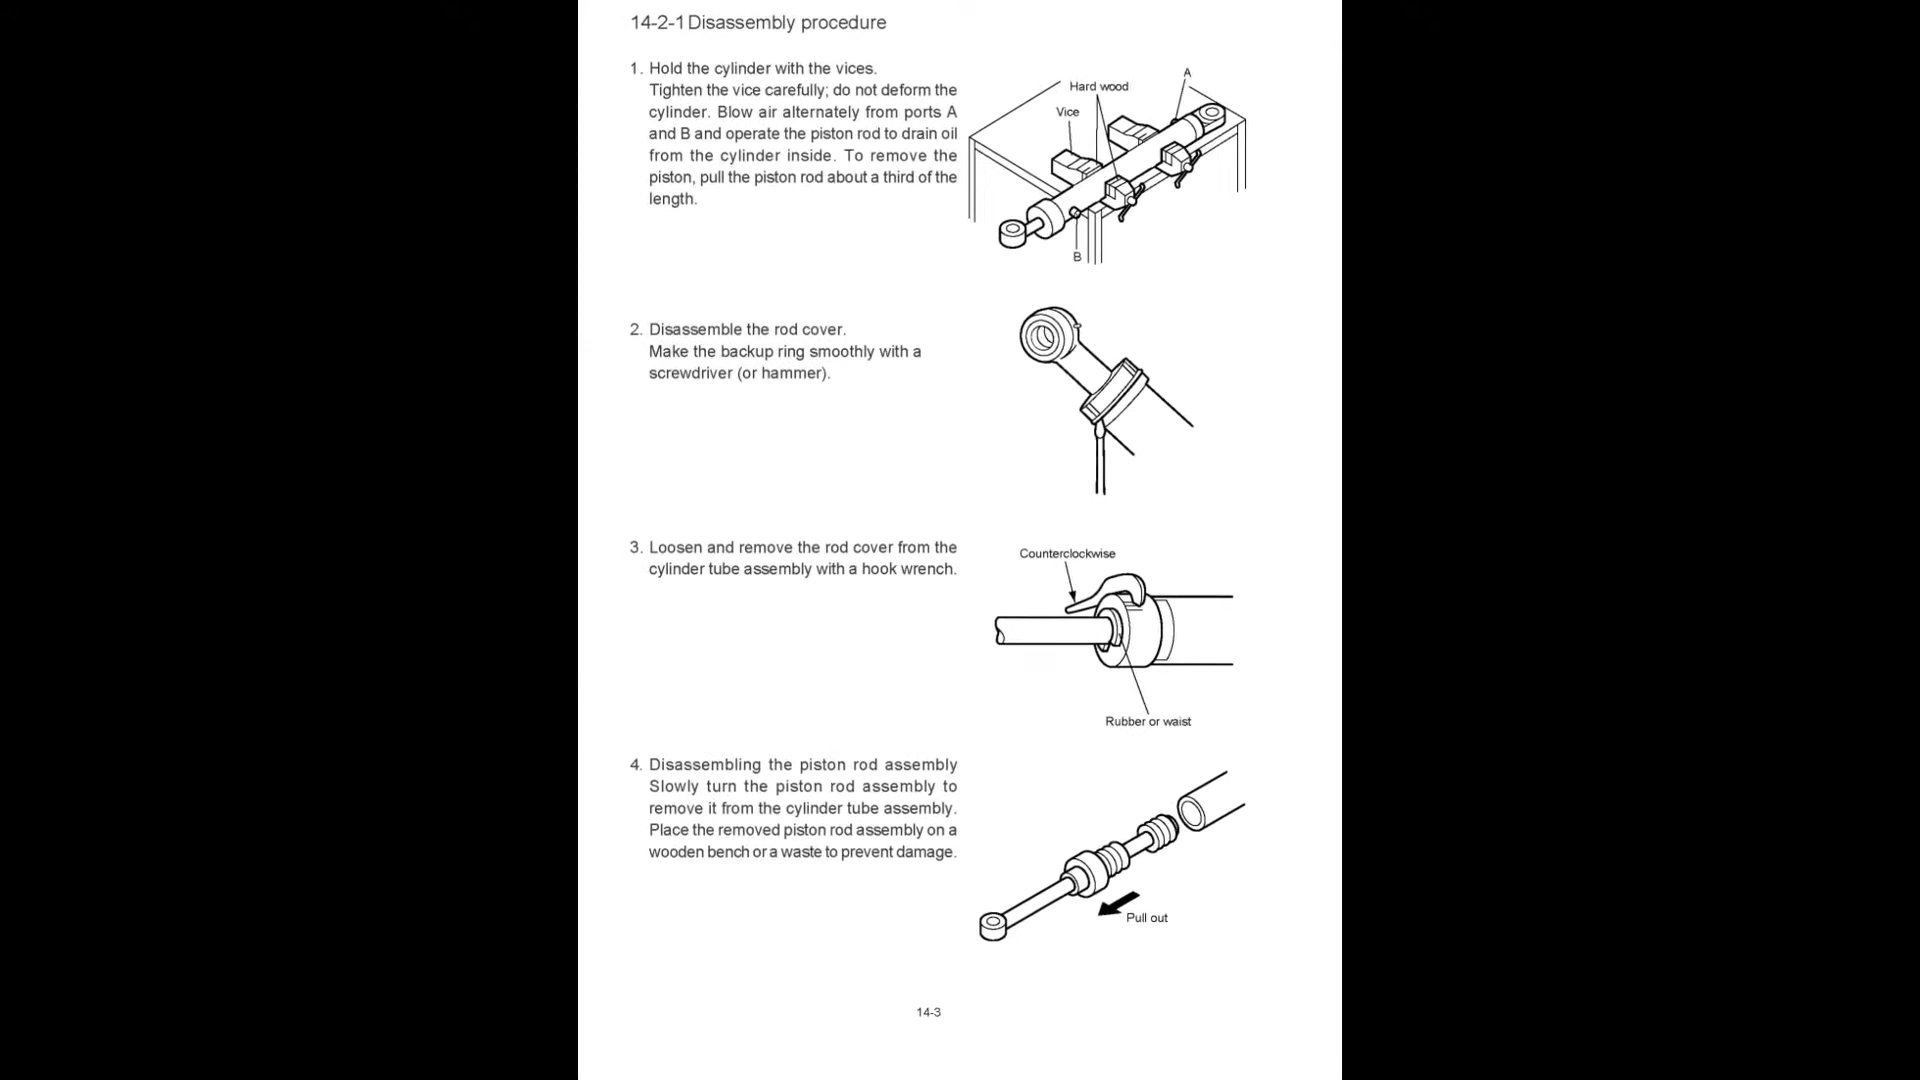 14-2-1 Disassembly procedure
1. Hold the cylinder with the vices.
Tighten the vice carefully; do not deform the
cylinder. Blow air alternately from ports A
and B and operate the piston rod to drain oil
from the cylinder inside. To remove the
piston, pull the piston rod about a third of the
length.
A
Hard wood
Vice
B
2. Disassemble the rod cover.
Make the backup ring smoothly with a
screwdriver (or hammer).
3. Loosen and remove the rod cover from the
cylinder tube assembly with a hook wrench.
Counterclockwise
Rubber or waist
4. Disassembling the piston rod assembly
Slowly turn the piston rod assembly to
remove it from the cylinder tube assembly.
Place the removed piston rod assembly on a
wooden bench or a waste to prevent damage.
Pull out
14-3